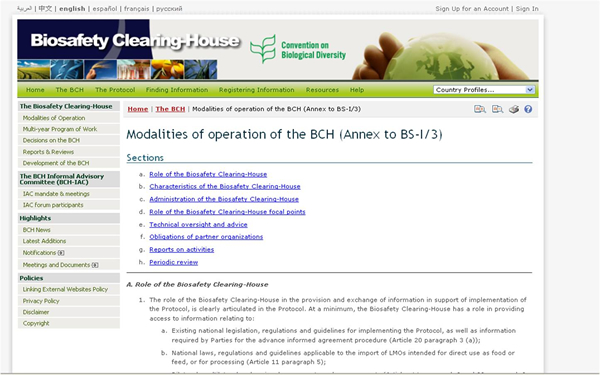 العربية | 中文 | english | español | français | русский
Sign Up for an Account | Sign In
Biosafety Clearing-House
Convention on
Biological Diversity
Home The BCH The Protocol Finding Information Registering Information Resources Help
Country Profiles...
The Biosafety Clearing-House
Modalities of Operation
Multi-year Program of Work
Decisions on the BCH
Reports & Reviews
Development of the BCH
The BCH Informal Advisory
Committee (BCH-IAC)
IAC mandate & meetings
IAC forum participants
Highlights
BCH News
Latest Additions
Notifications
Meetings and Documents
Policies
Linking External Websites Policy
Privacy Policy
Disclaimer
Copyright
Home | The BCH | Modalities of operation of the BCH (Annex to BS-I/3)
Modalities of operation of the BCH (Annex to BS-I/3)
Sections
a. Role of the Biosafety Clearing-House
b. Characteristics of the Biosafety Clearing-House
c. Administration of the Biosafety Clearing-House
d. Role of the Biosafety Clearing-House focal points
e. Technical oversight and advice
f. Obligations of partner organizations
g. Reports on activities
h. Periodic review
A. Role of the Biosafety Clearing-House
1. The role of the Biosafety Clearing-House in the provision and exchange of information in support of implementation
of the Protocol, is clearly articulated in the Protocol. At a minimum, the Biosafety Clearing-House has a role in providing
access to information relating to:
a. Existing national legislation, regulations and guidelines for implementing the Protocol, as well as information
required by Parties for the advance informed agreement procedure (Article 20 paragraph 3 (a));
b. National laws, regulations and guidelines applicable to the import of LMOs intended for direct use as food or
feed, or for processing (Article 11 paragraph 5);